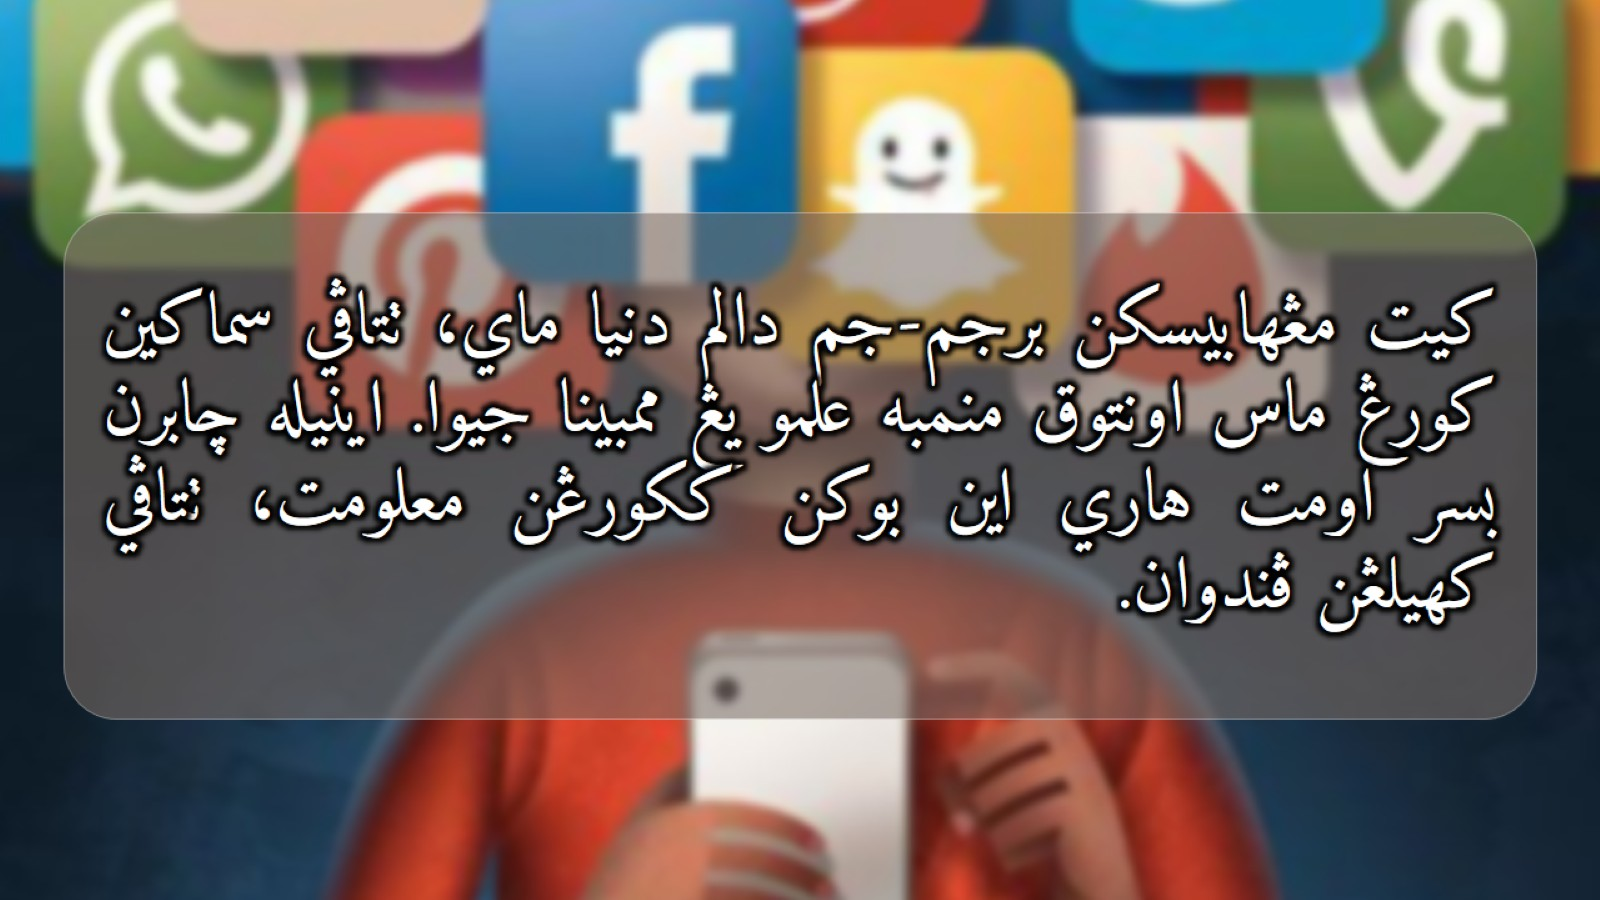 كيت مڠهابيسكن برجم-جم دالم دنيا ماي، تتاڤي سماكين
كورڠ ماس اونتوق منمبه علمو يڠ ممبينا جيوا. اينيله چابرن
بسر اومت هاري اين بوكن ككورڠن معلومت، تتاڤي
كهيلڠن ڤندوان.